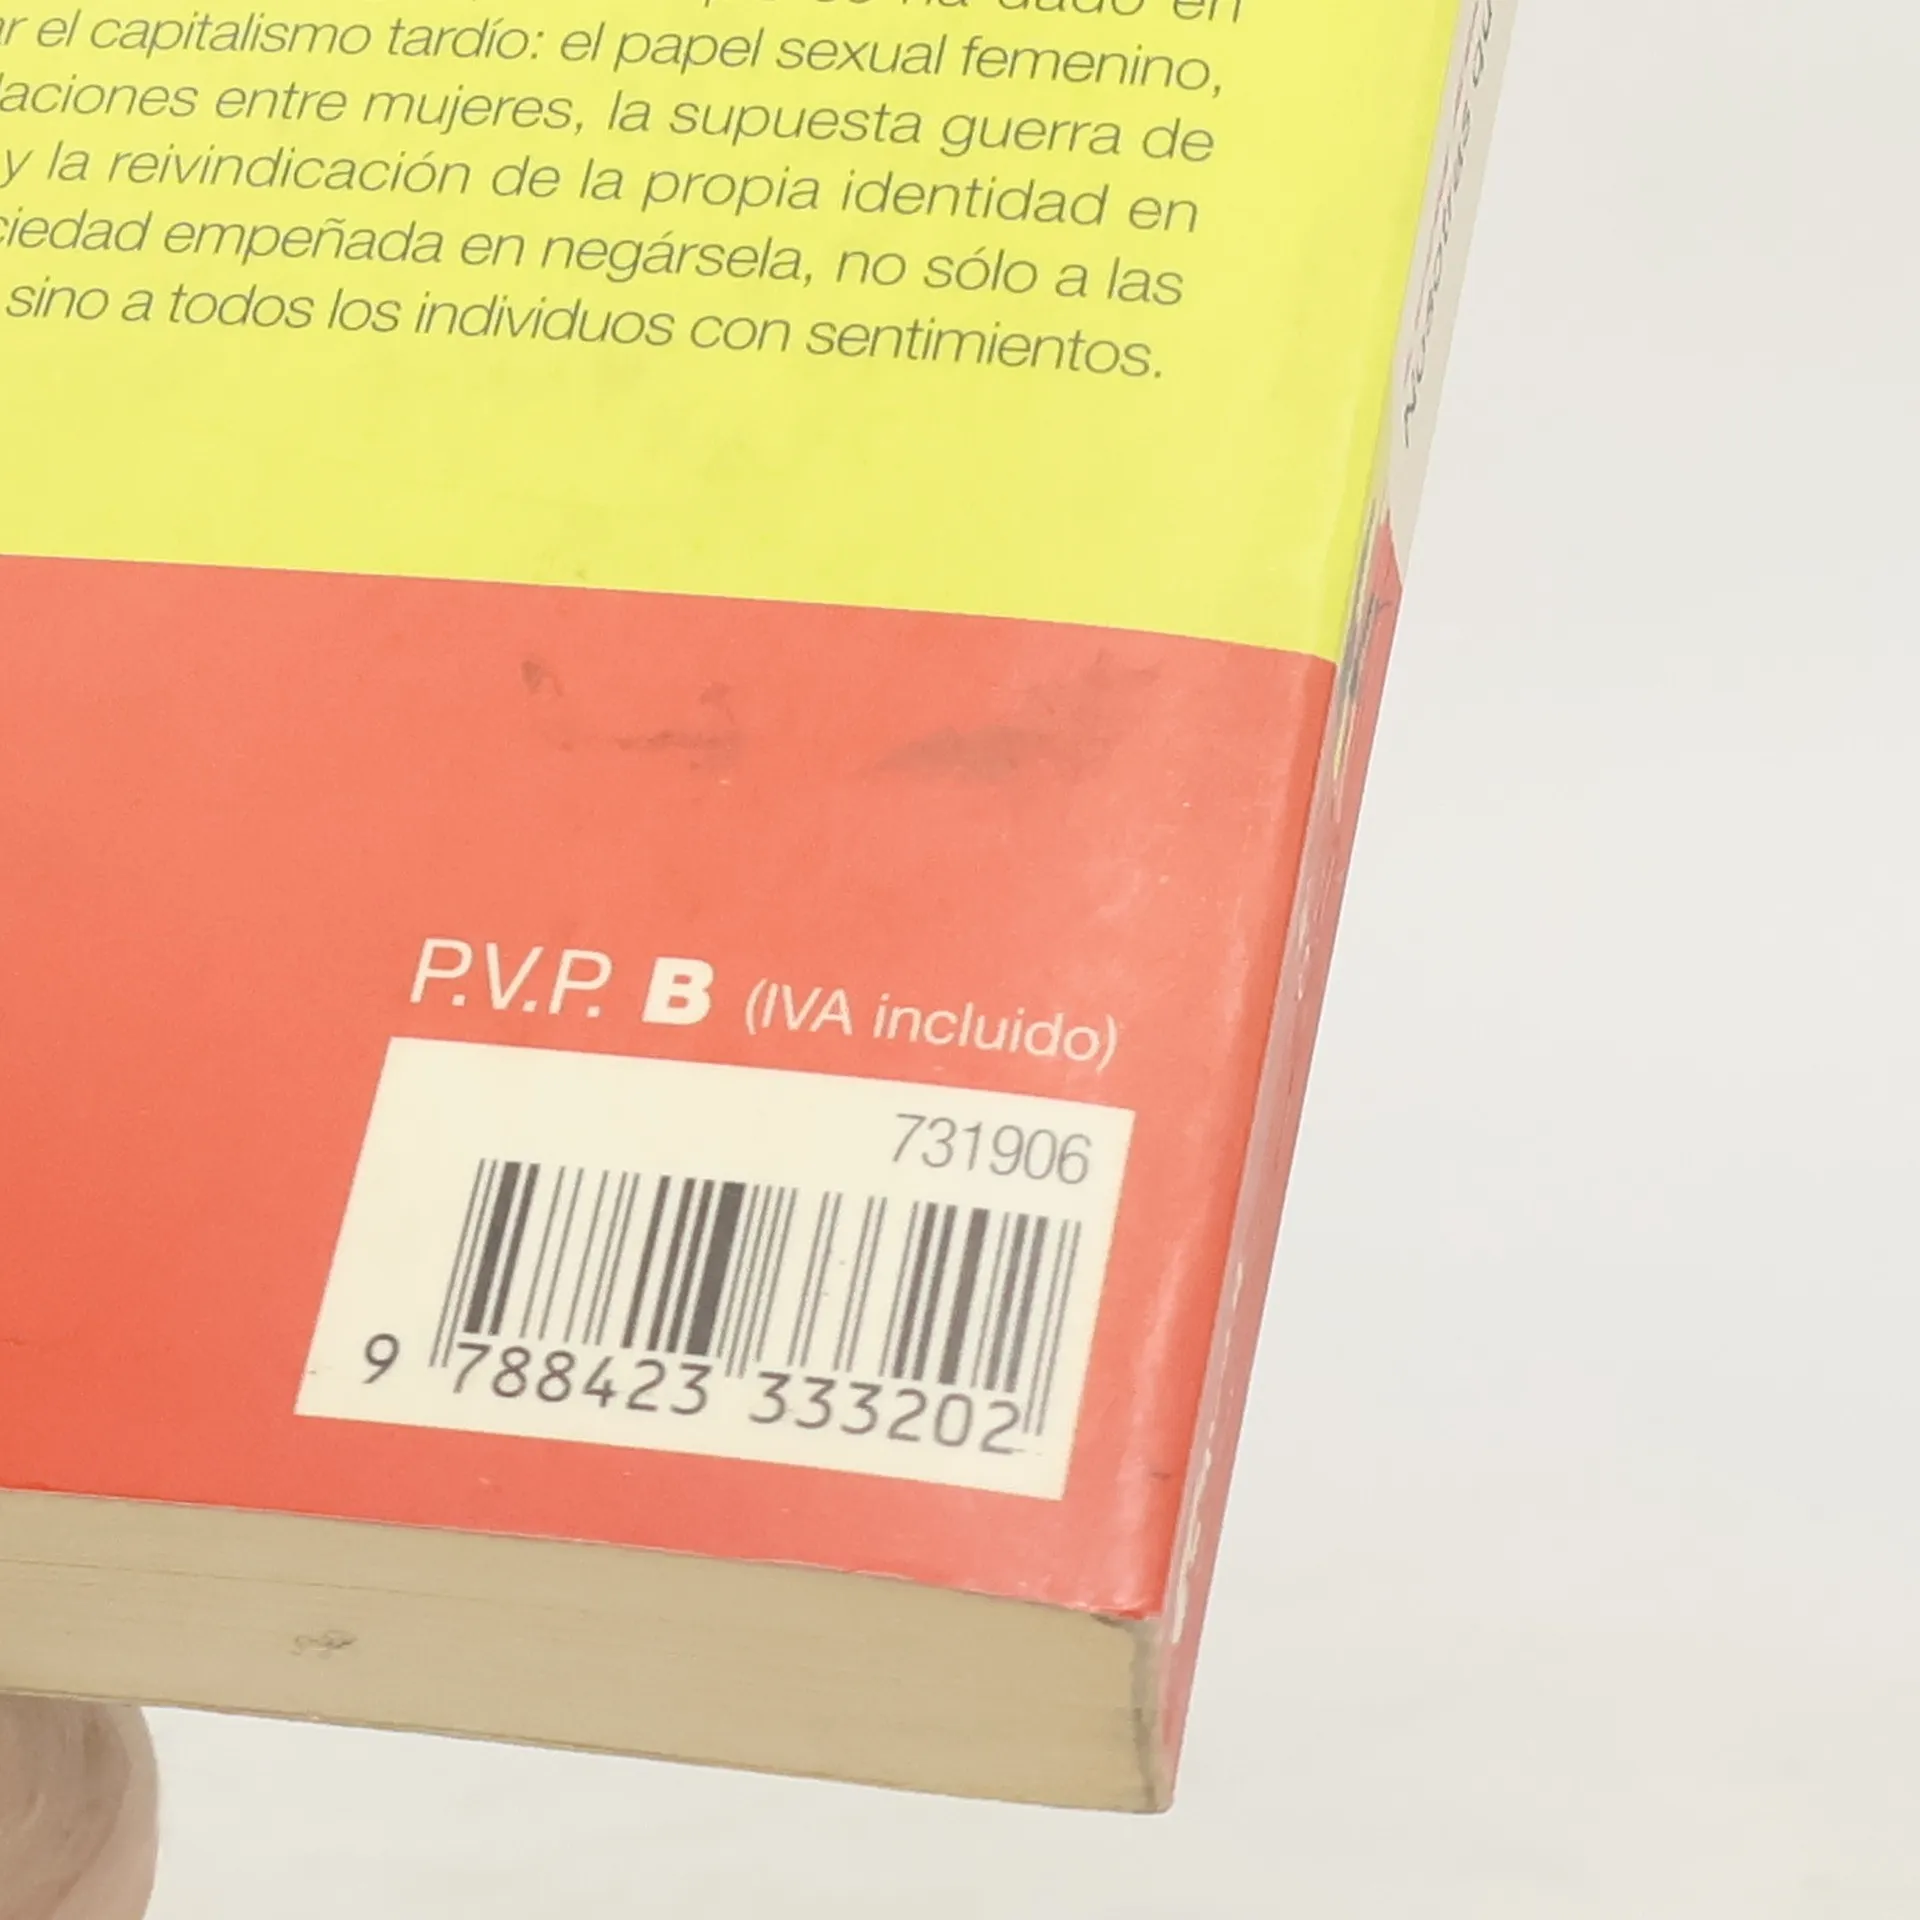 el capitalismo tardío: el papel sexual femenino,
entre mujeres, la supuesta guerra de
y la reivindicación de la propia identidad en
empeñada en negársela, no sólo a las
sino a todos los individuos con sentimientos.
P.V.P. B (IVA incluido)
731906
9 788423 333202